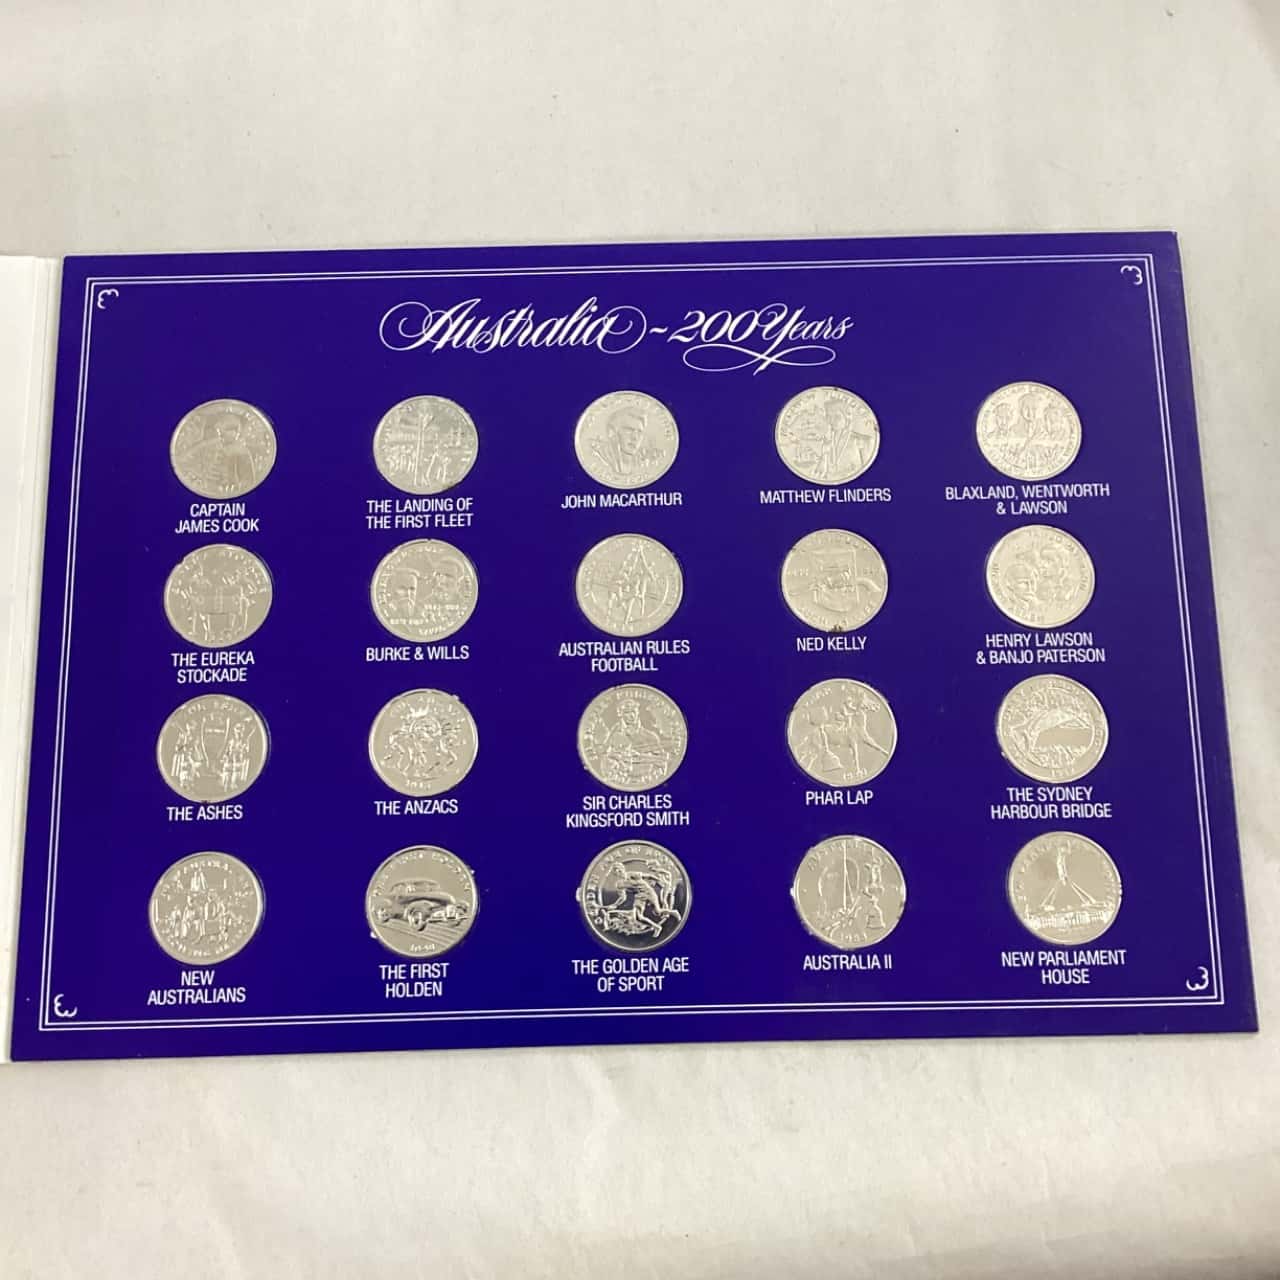 Australia ~ 200 Years
CAPTAIN
JAMES COOK
THE LANDING OF
THE FIRST FLEET
JOHN MACARTHUR
MATTHEW FLINDERS
BLAXLAND, WENTWORTH
& LAWSON
THE EUREKA
STOCKADE
BURKE & WILLS
AUSTRALIAN RULES
FOOTBALL
NED KELLY
HENRY LAWSON
& BANJO PATERSON
THE ASHES
THE ANZACS
SIR CHARLES
KINGSFORD SMITH
PHAR LAP
THE SYDNEY
HARBOUR BRIDGE
NEW
AUSTRALIANS
THE FIRST
HOLDEN
THE GOLDEN AGE
OF SPORT
AUSTRALIA II
NEW PARLIAMENT
HOUSE